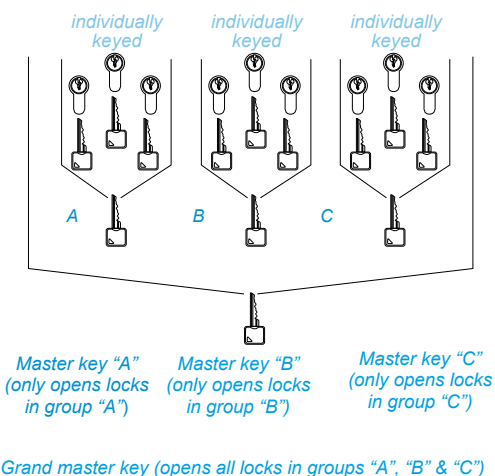 individually
keyed
individually
keyed
individually
keyed
A
B
C
Master key “A”
(only opens locks
in group “A”)
Master key “B”
(only opens locks
in group “B”)
Master key “C”
(only opens locks
in group “C”)
Grand master key (opens all locks in groups “A”, “B” & “C”)